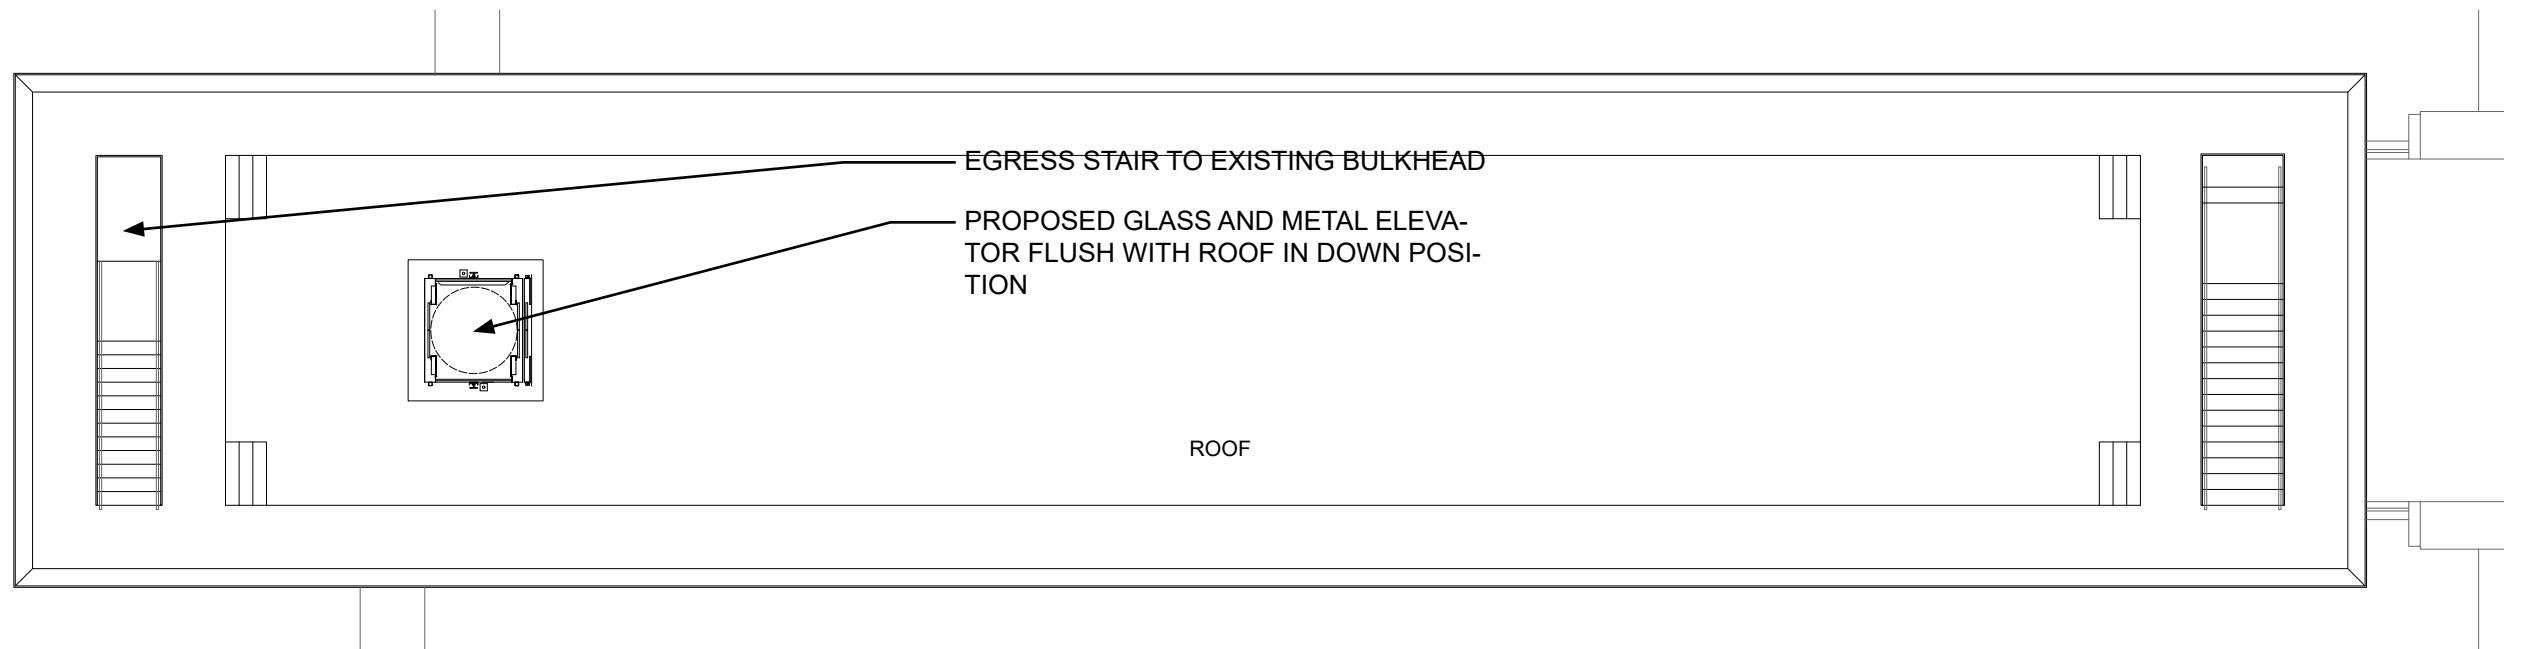 EGRESS STAIR TO EXISTING BULKHEAD
PROPOSED GLASS AND METAL ELEVA-
TOR FLUSH WITH ROOF IN DOWN POSI-
TION
ROOF